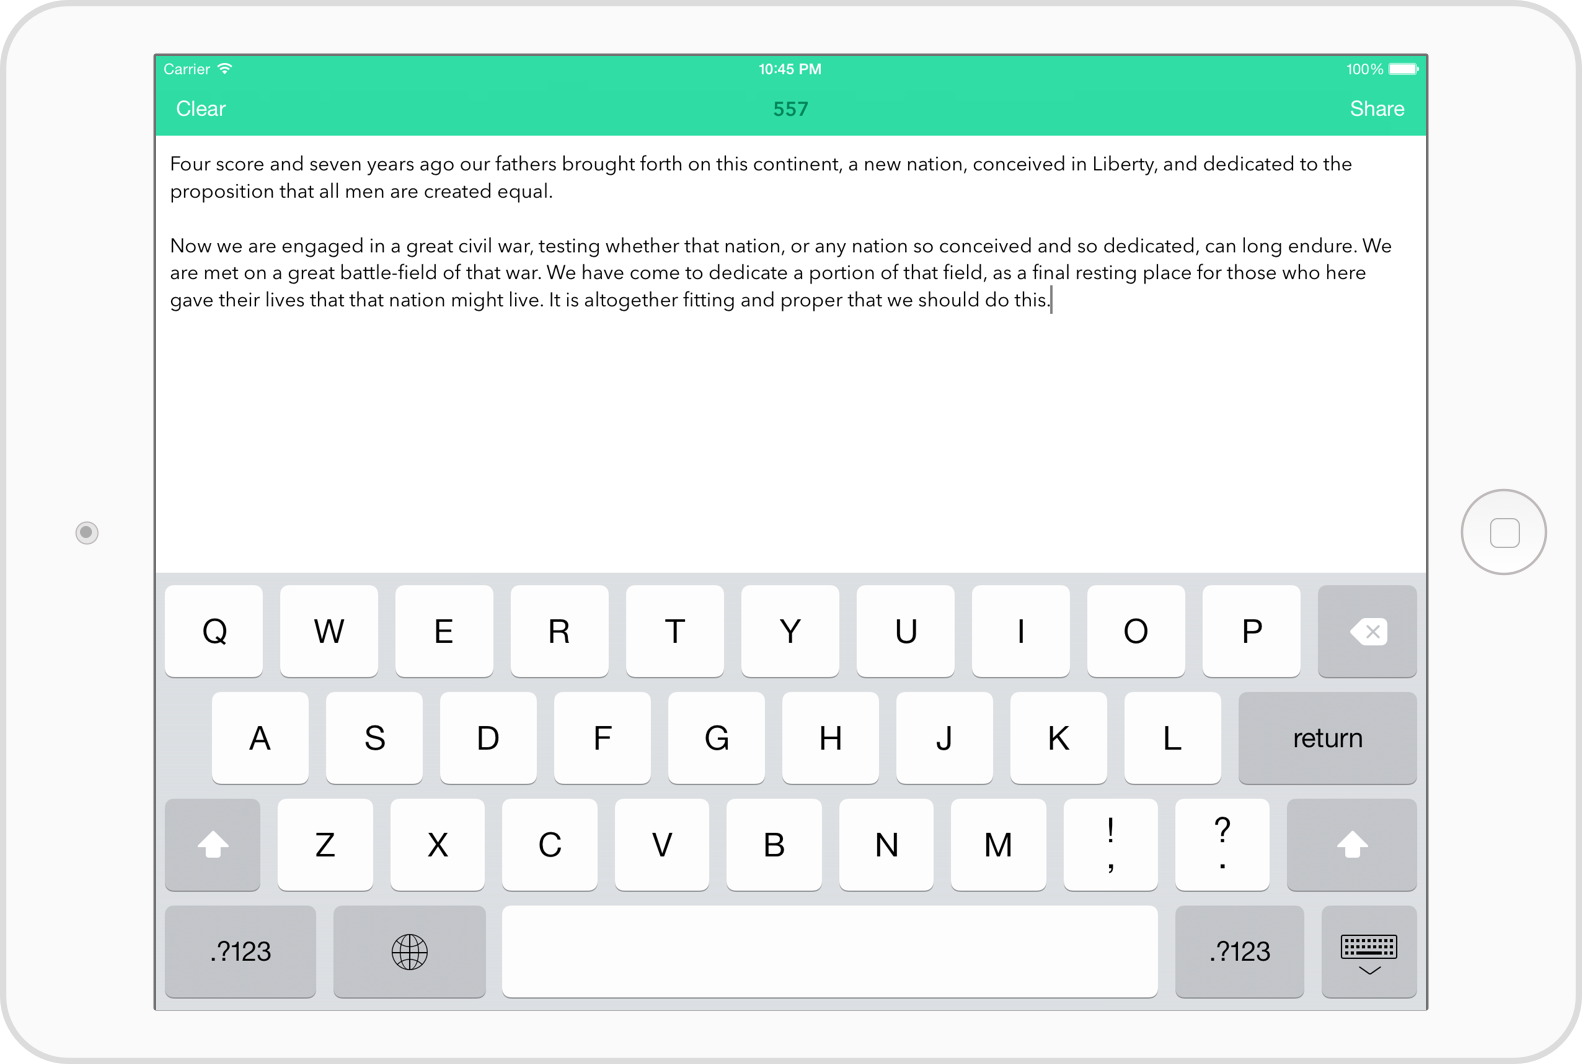 Carrier 10:45 PM 100%
Clear 557 Share
Four score and seven years ago our fathers brought forth on this continent, a new nation, conceived in Liberty, and dedicated to the
proposition that all men are created equal.
Now we are engaged in a great civil war, testing whether that nation, or any nation so conceived and so dedicated, can long endure. We
are met on a great battle-field of that war. We have come to dedicate a portion of that field, as a final resting place for those who here
gave their lives that that nation might live. It is altogether fitting and proper that we should do this.
Q W E R T Y U I O P
A S D F G H J K L return
Z X C V B N M ! , ? .
.?123 .?123